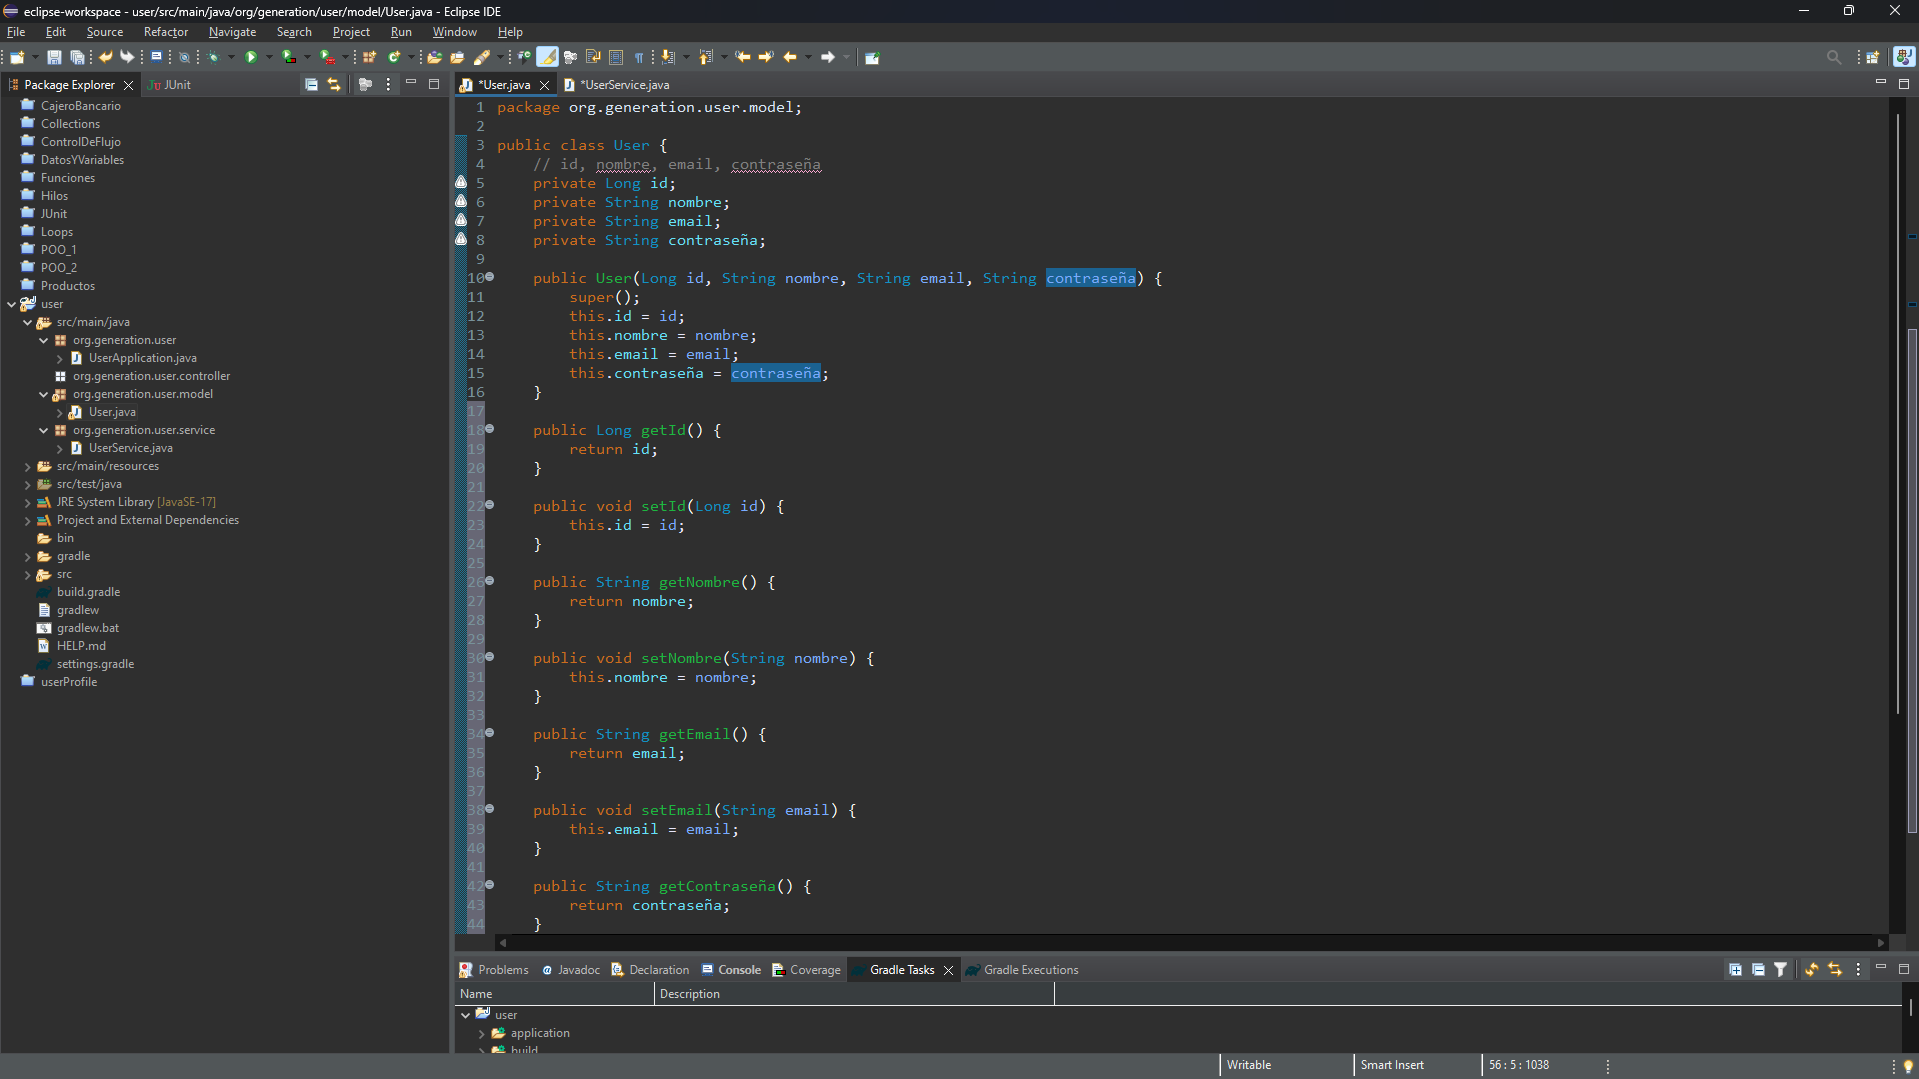 eclipse-workspace - user/src/main/java/org/generation/user/model/User.java - Eclipse IDE
File Edit Source Refactor Navigate Search Project Run Window Help
Package Explorer
JUnit
CajeroBancario
Collections
ControlDeFlujo
DatosYVariables
Funciones
Hilos
JUnit
Loops
POO_1
POO_2
Productos
user
src/main/java
org.generation.user
UserApplication.java
org.generation.user.controller
org.generation.user.model
User.java
org.generation.user.service
UserService.java
src/main/resources
src/test/java
JRE System Library [JavaSE-17]
Project and External Dependencies
bin
gradle
src
build.gradle
gradlew
gradlew.bat
HELP.md
settings.gradle
userProfile
*User.java
*UserService.java
1 package org.generation.user.model;
2
3 public class User {
4 // id, nombre, email, contraseña
5 private Long id;
6 private String nombre;
7 private String email;
8 private String contraseña;
9
10 public User(Long id, String nombre, String email, String contraseña) {
11 super();
12 this.id = id;
13 this.nombre = nombre;
14 this.email = email;
15 this.contraseña = contraseña;
16 }
17
18 public Long getId() {
19 return id;
20 }
21
22 public void setId(Long id) {
23 this.id = id;
24 }
25
26 public String getNombre() {
27 return nombre;
28 }
29
30 public void setNombre(String nombre) {
31 this.nombre = nombre;
32 }
33
34 public String getEmail() {
35 return email;
36 }
37
38 public void setEmail(String email) {
39 this.email = email;
40 }
41
42 public String getContraseña() {
43 return contraseña;
44 }
Problems Javadoc Declaration Console Coverage Gradle Tasks Gradle Executions
Name Description
user
application
build
Writable Smart Insert 56 : 5 : 1038